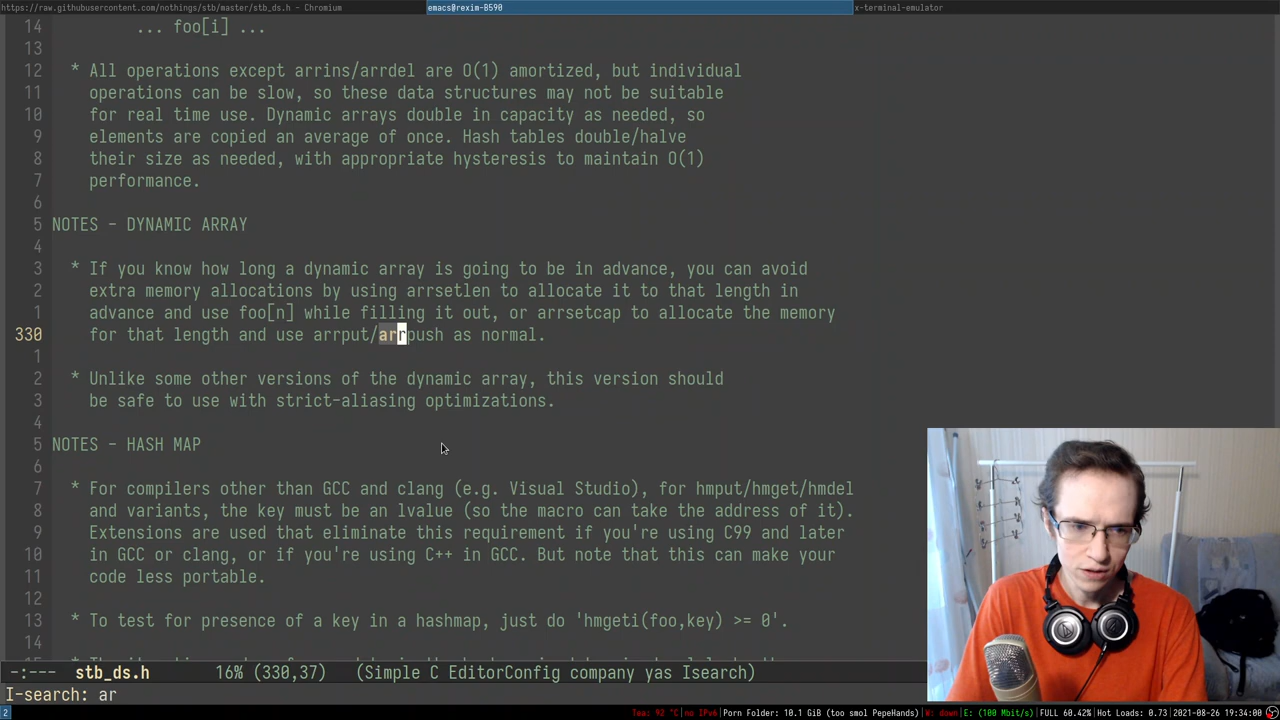 https://raw.githubusercontent.com/nothings/stb/master/stb_ds.h - Chromium
emacs@rexim-B590
x-terminal-emulator
14 ... foo[i] ...
13
12 * All operations except arrins/arrdel are O(1) amortized, but individual
11 operations can be slow, so these data structures may not be suitable
10 for real time use. Dynamic arrays double in capacity as needed, so
9 elements are copied an average of once. Hash tables double/halve
8 their size as needed, with appropriate hysteresis to maintain O(1)
7 performance.
6
5 NOTES - DYNAMIC ARRAY
4
3 * If you know how long a dynamic array is going to be in advance, you can avoid
2 extra memory allocations by using arrsetlen to allocate it to that length in
1 advance and use foo[n] while filling it out, or arrsetcap to allocate the memory
330 for that length and use arrput/arrpush as normal.
1
2 * Unlike some other versions of the dynamic array, this version should
3 be safe to use with strict-aliasing optimizations.
4
5 NOTES - HASH MAP
6
7 * For compilers other than GCC and clang (e.g. Visual Studio), for hmput/hmget/hmdel
8 and variants, the key must be an lvalue (so the macro can take the address of it).
9 Extensions are used that eliminate this requirement if you're using C99 and later
10 in GCC or clang, or if you're using C++ in GCC. But note that this can make your
11 code less portable.
12
13 * To test for presence of a key in a hashmap, just do 'hmgeti(foo,key) >= 0'.
14
-:--- stb_ds.h 16% (330,37) (Simple C EditorConfig company yas Isearch)
I-search: ar
2
Tea: 92 °C | no IPv6 | Porn Folder: 10.1 GiB (too smol PepeHands) | W: down | E: (100 Mbit/s) | FULL 60.42% | Hot Loads: 0.73 | 2021-08-26 19:34:00